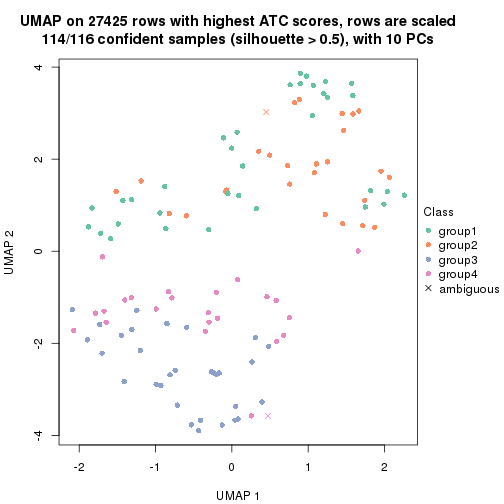 UMAP on 27425 rows with highest ATC scores, rows are scaled
114/116 confident samples (silhouette > 0.5), with 10 PCs
4
2
0
-2
-4
UMAP 2
-2
-1
0
1
2
UMAP 1
Class
group1
group2
group3
group4
ambiguous